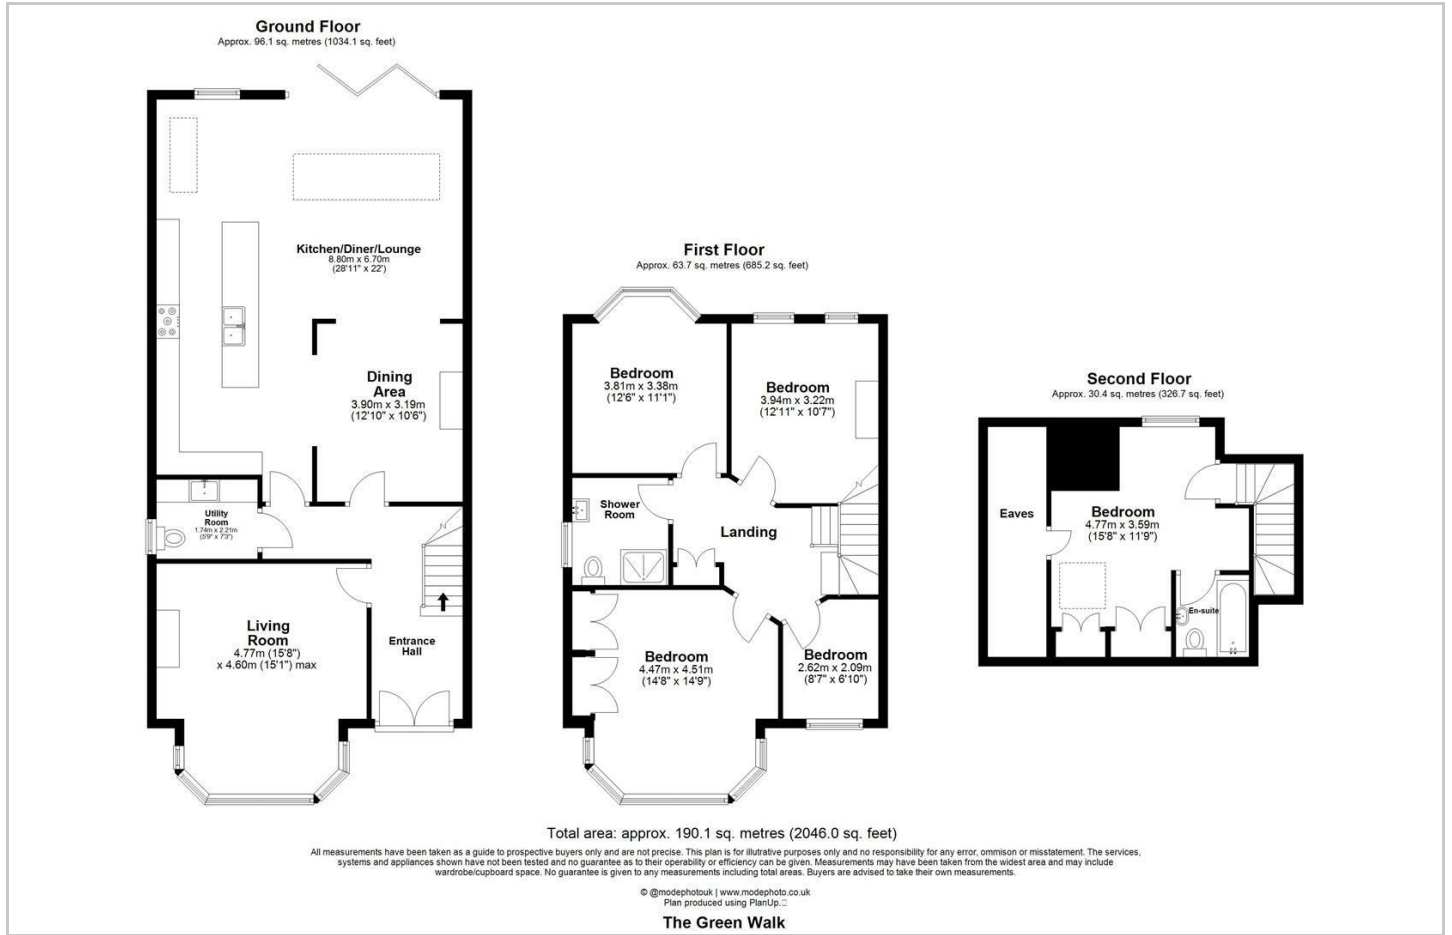 Ground Floor
Approx. 96.1 sq. metres (1034.1 sq. feet)
Kitchen/Diner/Lounge
8.80m x 6.70m
(28'11" x 22')
Dining
Area
3.90m x 3.19m
(12'10" x 10'6")
Utility
Room
1.74m x 2.21m
(5'9" x 7'3")
Living
Room
4.77m (15'8")
x 4.60m (15'1") max
Entrance
Hall
First Floor
Approx. 63.7 sq. metres (685.2 sq. feet)
Bedroom
3.81m x 3.38m
(12'6" x 11'1")
Bedroom
3.94m x 3.22m
(12'11" x 10'7")
Shower
Room
Landing
Bedroom
4.47m x 4.51m
(14'8" x 14'9")
Bedroom
2.62m x 2.09m
(8'7" x 6'10")
Second Floor
Approx. 30.4 sq. metres (326.7 sq. feet)
Eaves
Bedroom
4.77m x 3.59m
(15'8" x 11'9")
En-suite
Total area: approx. 190.1 sq. metres (2046.0 sq. feet)
All measurements have been taken as a guide to prospective buyers only and are not precise. This plan is for illutrative purposes only and no responsibility for any error, ommison or misstatement. The services,
systems and appliances shown have not been tested and no guarantee as to their operability or efficiency can be given. Measurements may have been taken from the widest area and may include
wardrobe/cupboard space. No guarantee is given to any measurements including total areas. Buyers are advised to take their own measurements.
© @modephotouk | www.modephoto.co.uk
Plan produced using PlanUp.
The Green Walk